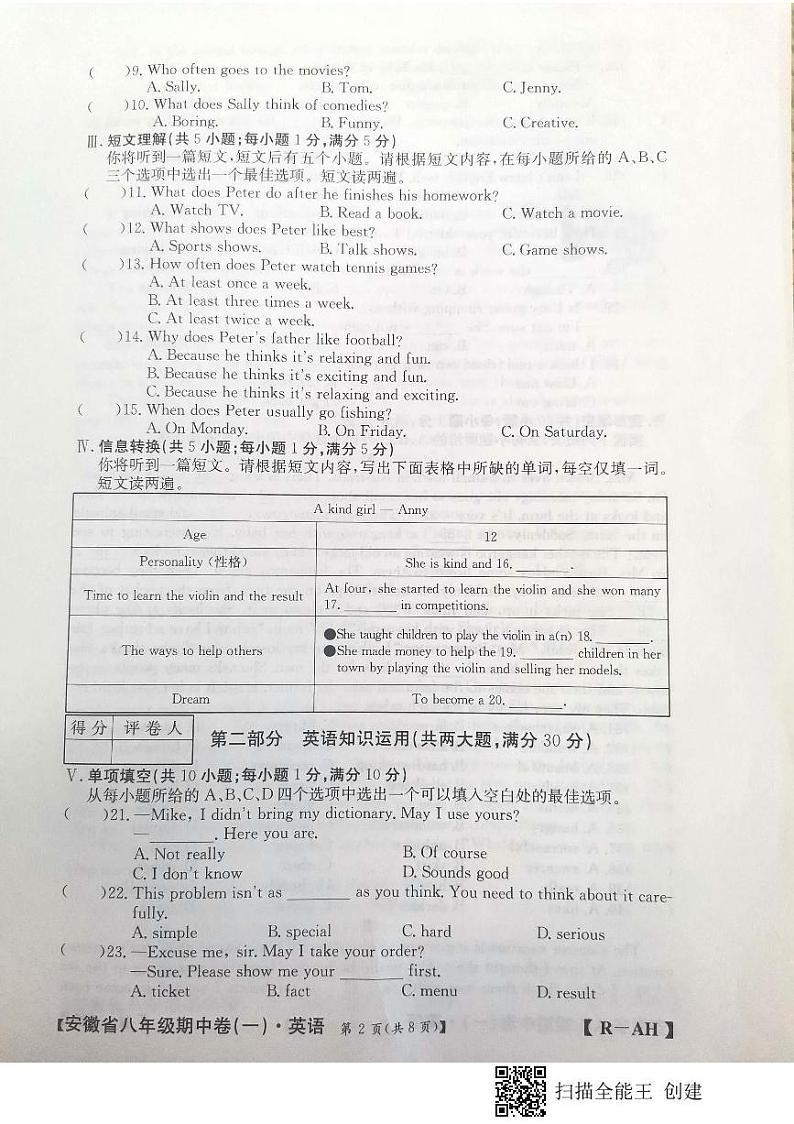 (　　)9. Who often goes to the movies?
A. Sally.　B. Tom.　C. Jenny.
(　　)10. What does Sally think of comedies?
A. Boring.　B. Funny.　C. Creative.
Ⅲ. 短文理解(共 5 小题;每小题 1 分,满分 5 分)
你将听到一篇短文,短文后有五个小题。请根据短文内容,在每小题所给的 A、B、C
三个选项中选出一个最佳选项。短文读两遍。
(　　)11. What does Peter do after he finishes his homework?
A. Watch TV.　B. Read a book.　C. Watch a movie.
(　　)12. What shows does Peter like best?
A. Sports shows.　B. Talk shows.　C. Game shows.
(　　)13. How often does Peter watch tennis games?
A. At least once a week.
B. At least three times a week.
C. At least twice a week.
(　　)14. Why does Peter's father like football?
A. Because he thinks it's relaxing and fun.
B. Because he thinks it's exciting and fun.
C. Because he thinks it's relaxing and exciting.
(　　)15. When does Peter usually go fishing?
A. On Monday.　B. On Friday.　C. On Saturday.
Ⅳ. 信息转换(共 5 小题;每小题 1 分,满分 5 分)
你将听到一篇短文。请根据短文内容,写出下面表格中所缺的单词,每空仅填一词。
短文读两遍。
A kind girl — Anny
Age　12
Personality (性格)　She is kind and 16. ________ .
Time to learn the violin and the result　At four, she started to learn the violin and she won many
17. ________ in competitions.
The ways to help others　●She taught children to play the violin in a(n) 18. ________ .
●She made money to help the 19. ________ children in her
town by playing the violin and selling her models.
Dream　To become a 20. ________ .
得分　评卷人
第二部分　英语知识运用(共两大题,满分 30 分)
Ⅴ. 单项填空(共 10 小题;每小题 1 分,满分 10 分)
从每小题所给的 A、B、C、D 四个选项中选出一个可以填入空白处的最佳选项。
(　　)21. —Mike, I didn't bring my dictionary. May I use yours?
—________. Here you are.
A. Not really　B. Of course
C. I don't know　D. Sounds good
(　　)22. This problem isn't as ________ as you think. You need to think about it care-
fully.
A. simple　B. special　C. hard　D. serious
(　　)23. —Excuse me, sir. May I take your order?
—Sure. Please show me your ________ first.
A. ticket　B. fact　C. menu　D. result
【安徽省八年级期中卷(一)·英语　第 2 页(共 8 页)】　【 R－AH 】
扫描全能王 创建